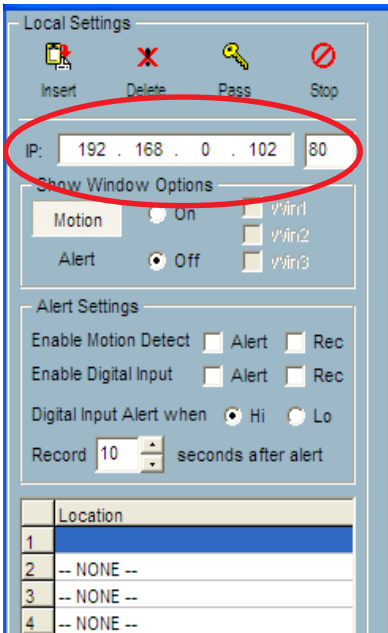 Local Settings
Insert Delete Pass Stop
IP: 192 . 168 . 0 . 102 80
Show Window Options
Motion On Wind1
Win2
Alert Off Win3
Alert Settings
Enable Motion Detect Alert Rec
Enable Digital Input Alert Rec
Digital Input Alert when Hi Lo
Record 10 seconds after alert
Location
1
2 -- NONE --
3 -- NONE --
4 -- NONE --